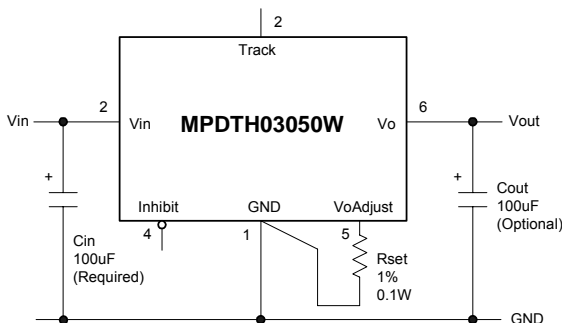 2
Track
Vin
2
Vin
MPDTH03050W
Vo
6
Vout
+
Inhibit
GND
VoAdjust
+
Cin
100uF
(Required)
4
1
5
Rset
1%
0.1W
Cout
100uF
(Optional)
GND